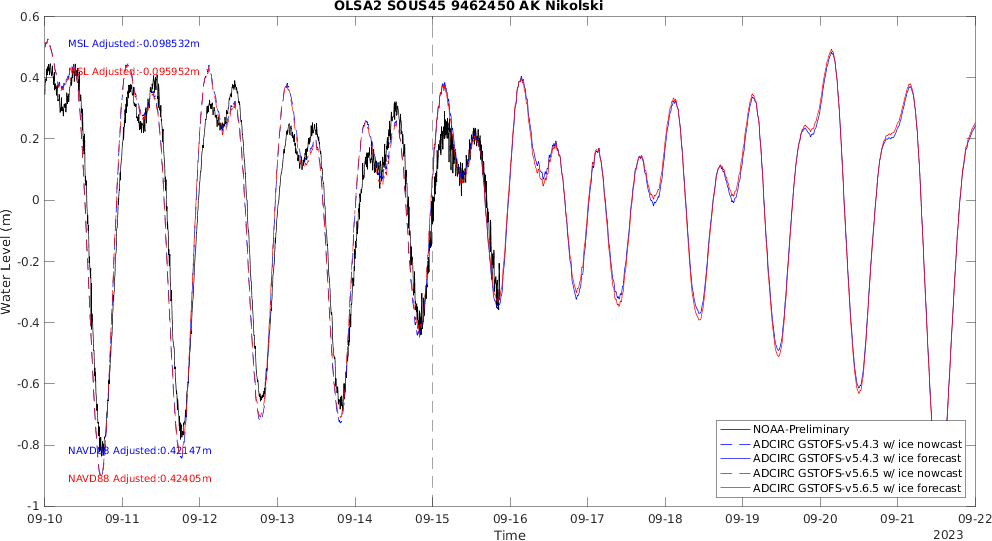 OLSA2 SOUS45 9462450 AK Nikolski
0.6
0.4
0.2
0
-0.2
-0.4
-0.6
-0.8
-1
Water Level (m)
MSL Adjusted:-0.098532m
MSL Adjusted:-0.095952m
NAVD88 Adjusted:0.42147m
NAVD88 Adjusted:0.42405m
NOAA-Preliminary
ADCIRC GSTOFS-v5.4.3 w/ ice nowcast
ADCIRC GSTOFS-v5.4.3 w/ ice forecast
ADCIRC GSTOFS-v5.6.5 w/ ice nowcast
ADCIRC GSTOFS-v5.6.5 w/ ice forecast
09-10 09-11 09-12 09-13 09-14 09-15 09-16 09-17 09-18 09-19 09-20 09-21 09-22
Time
2023